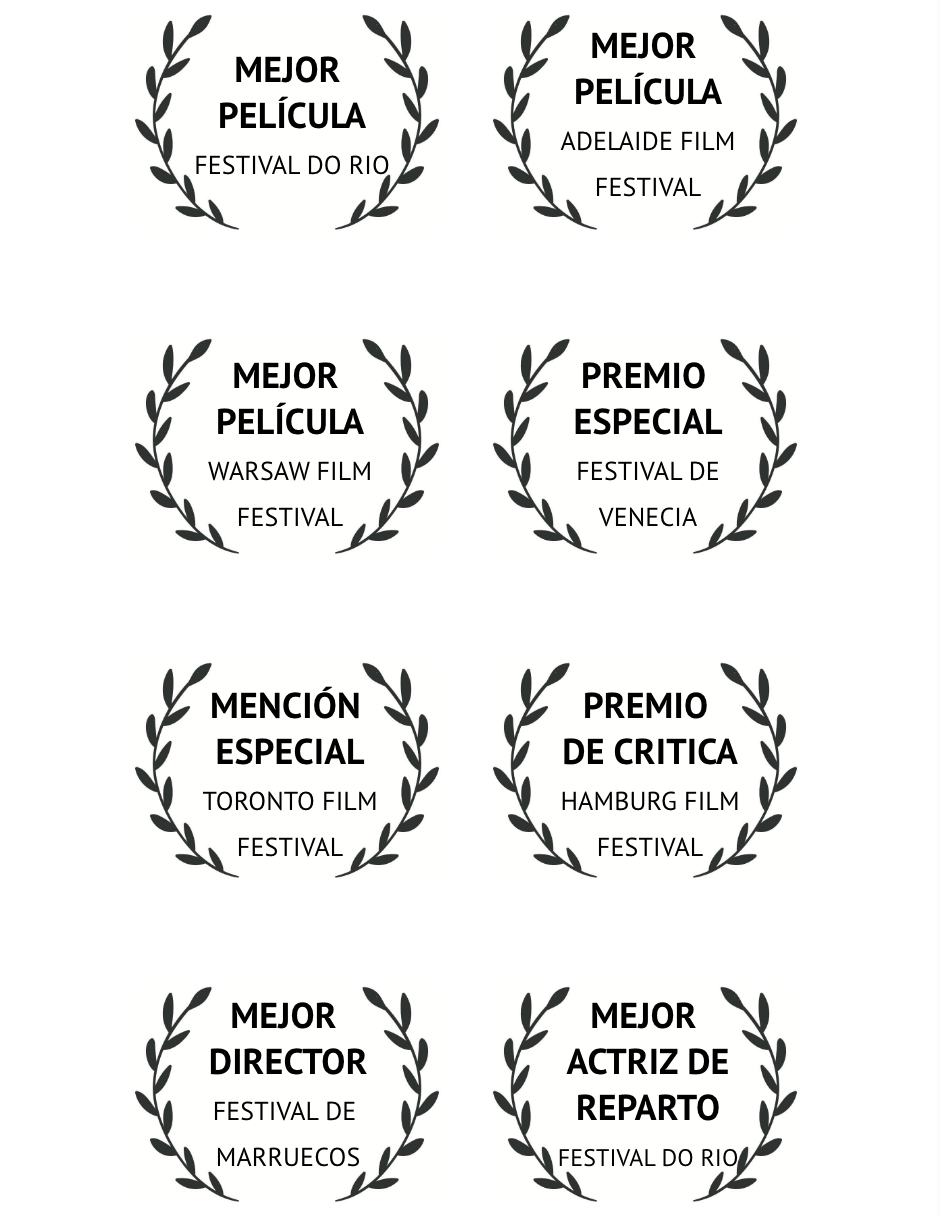 MEJOR
PELÍCULA
FESTIVAL DO RIO
MEJOR
PELÍCULA
ADELAIDE FILM
FESTIVAL
MEJOR
PELÍCULA
WARSAW FILM
FESTIVAL
PREMIO
ESPECIAL
FESTIVAL DE
VENECIA
MENCIÓN
ESPECIAL
TORONTO FILM
FESTIVAL
PREMIO
DE CRITICA
HAMBURG FILM
FESTIVAL
MEJOR
DIRECTOR
FESTIVAL DE
MARRUECOS
MEJOR
ACTRIZ DE
REPARTO
FESTIVAL DO RIO